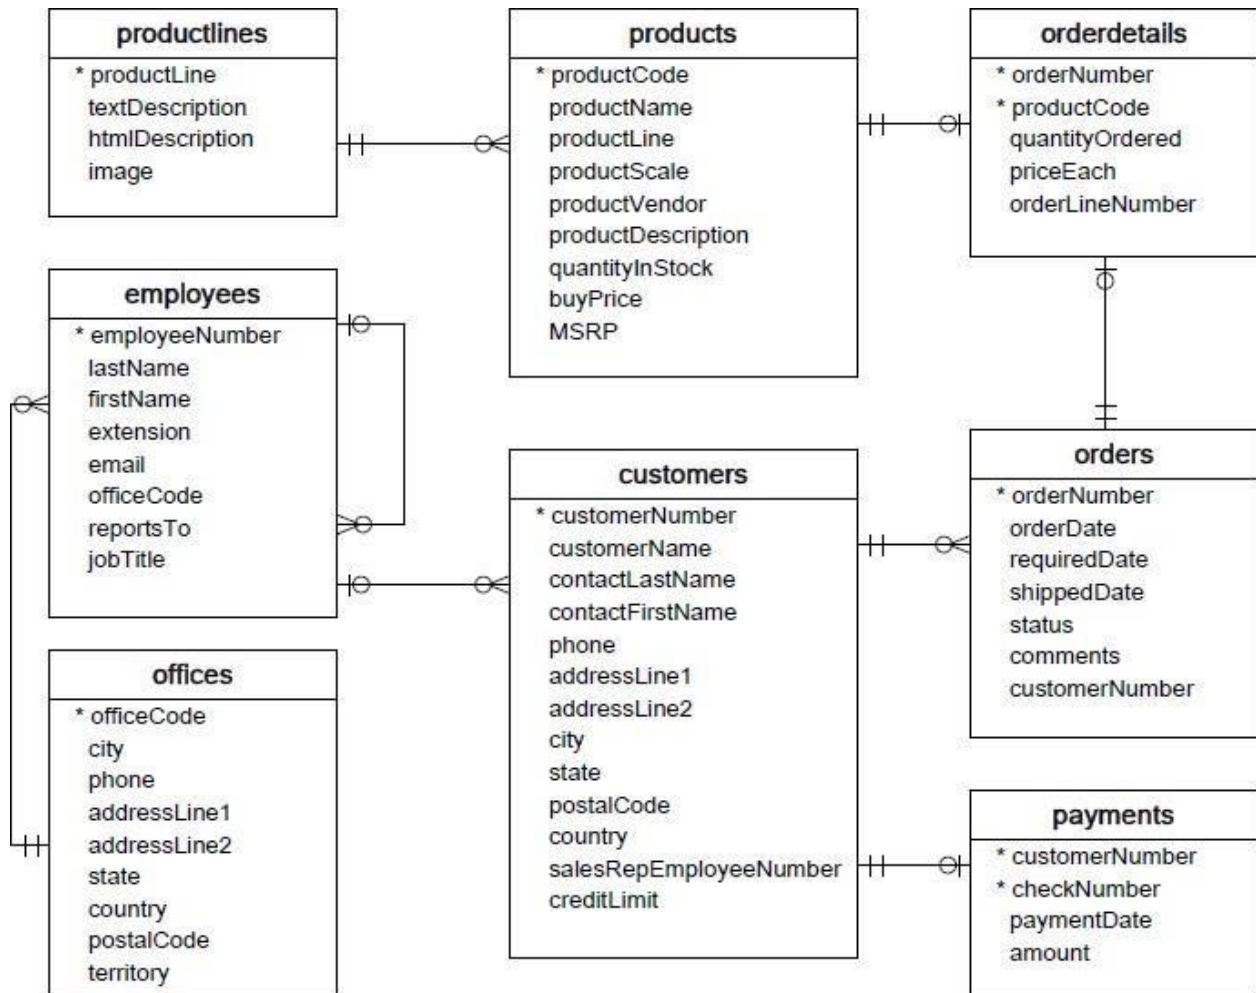 productlines
* productLine
textDescription
htmlDescription
image
products
* productCode
productName
productLine
productScale
productVendor
productDescription
quantityInStock
buyPrice
MSRP
orderdetails
* orderNumber
* productCode
quantityOrdered
priceEach
orderLineNumber
employees
* employeeNumber
lastName
firstName
extension
email
officeCode
reportsTo
jobTitle
customers
* customerNumber
customerName
contactLastName
contactFirstName
phone
addressLine1
addressLine2
city
state
postalCode
country
salesRepEmployeeNumber
creditLimit
orders
* orderNumber
orderDate
requiredDate
shippedDate
status
comments
customerNumber
offices
* officeCode
city
phone
addressLine1
addressLine2
state
country
postalCode
territory
payments
* customerNumber
* checkNumber
paymentDate
amount